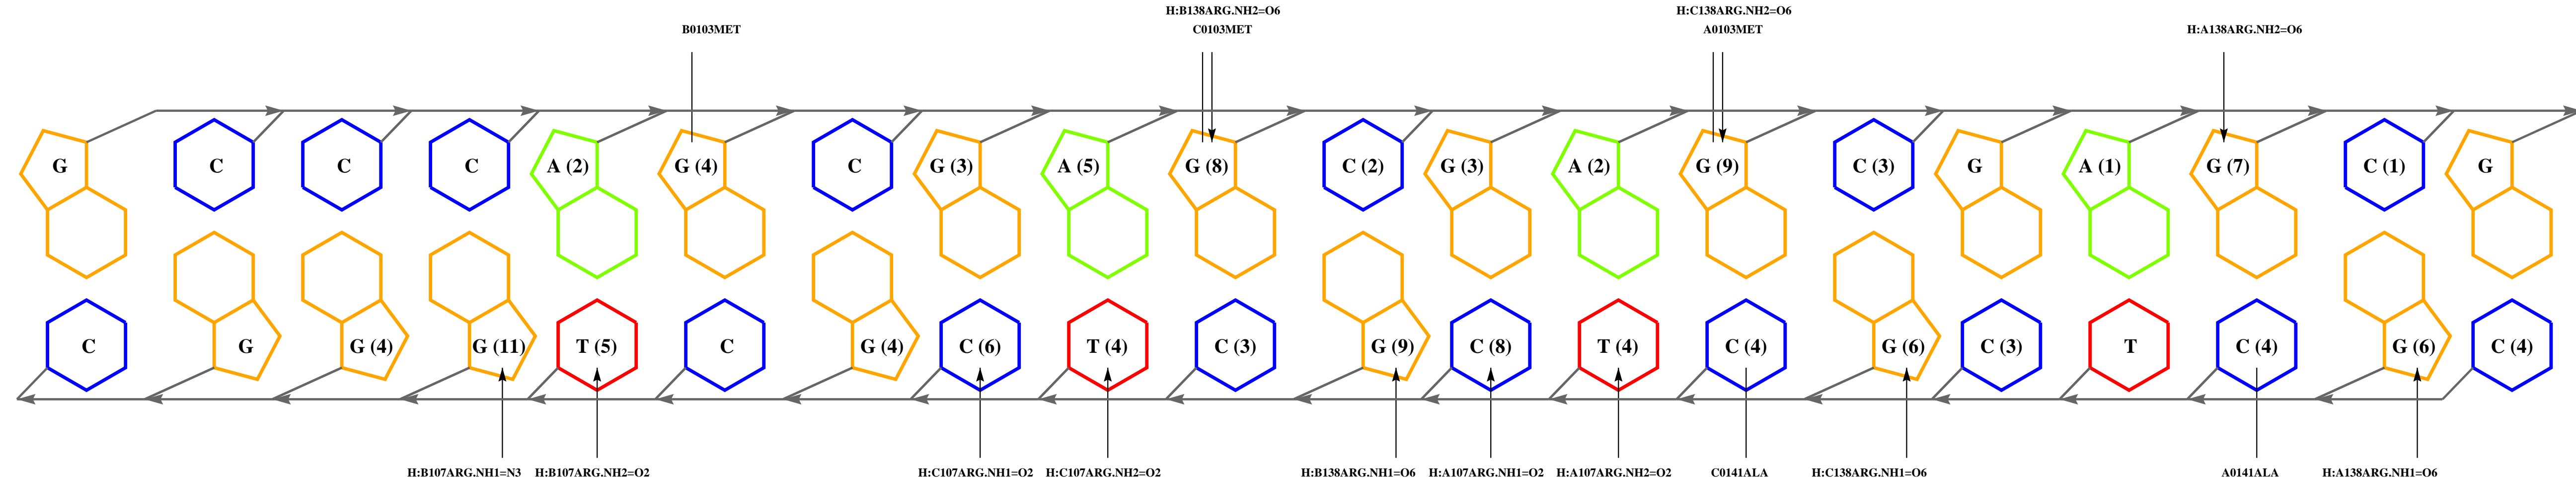 H:B138ARG.NH2=O6 H:C138ARG.NH2=O6
B0103MET C0103MET A0103MET H:A138ARG.NH2=O6
G C C C A (2) G (4) C G (3) A (5) G (8) C (2) G (3) A (2) G (9) C (3) G A (1) G (7) C (1) G
C G G (4) G (11) T (5) C G (4) C (6) T (4) C (3) G (9) C (8) T (4) C (4) G (6) C (3) T C (4) G (6) C (4)
H:B107ARG.NH1=N3 H:B107ARG.NH2=O2 H:C107ARG.NH1=O2 H:C107ARG.NH2=O2 H:B138ARG.NH1=O6 H:A107ARG.NH1=O2 H:A107ARG.NH2=O2 C0141ALA H:C138ARG.NH1=O6 A0141ALA H:A138ARG.NH1=O6